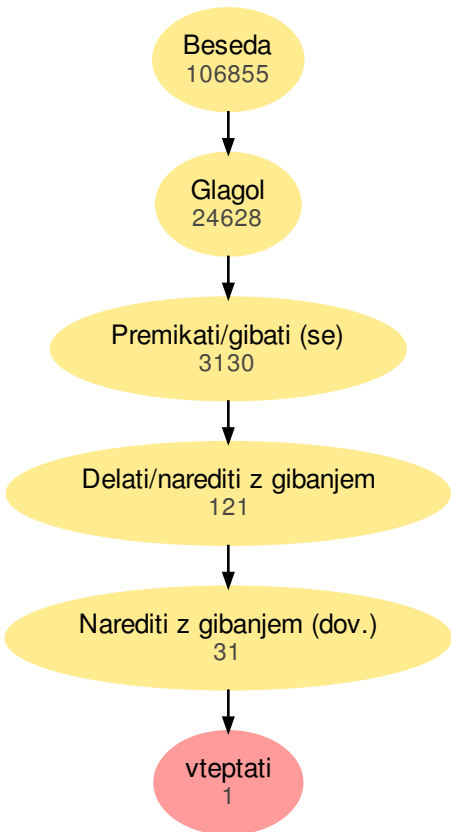 Beseda
106855
Glagol
24628
Premikati/gibati (se)
3130
Delati/narediti z gibanjem
121
Narediti z gibanjem (dov.)
31
vteptati
1